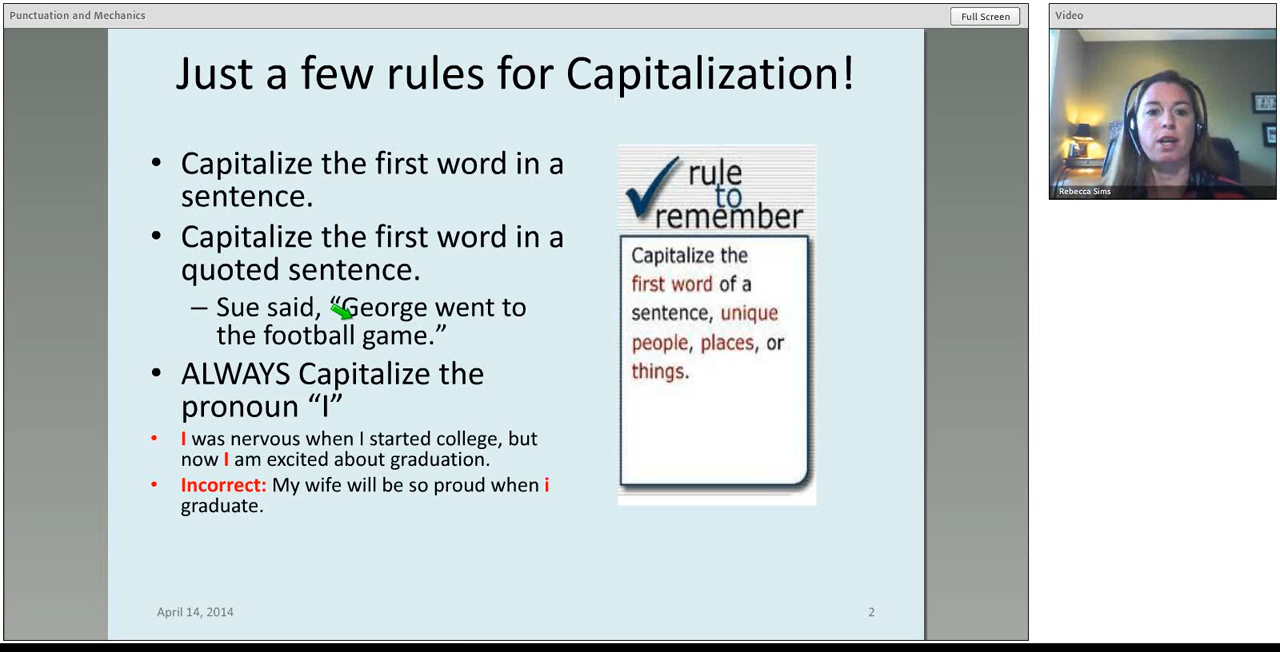 Punctuation and Mechanics
Full Screen
Video
Just a few rules for Capitalization!
• Capitalize the first word in a
sentence.
• Capitalize the first word in a
quoted sentence.
– Sue said, “George went to
the football game.”
• ALWAYS Capitalize the
pronoun “I”
• I was nervous when I started college, but
now I am excited about graduation.
• Incorrect: My wife will be so proud when i
graduate.
rule
to
remember
Capitalize the
first word of a
sentence, unique
people, places, or
things.
April 14, 2014
2
Rebecca Sims